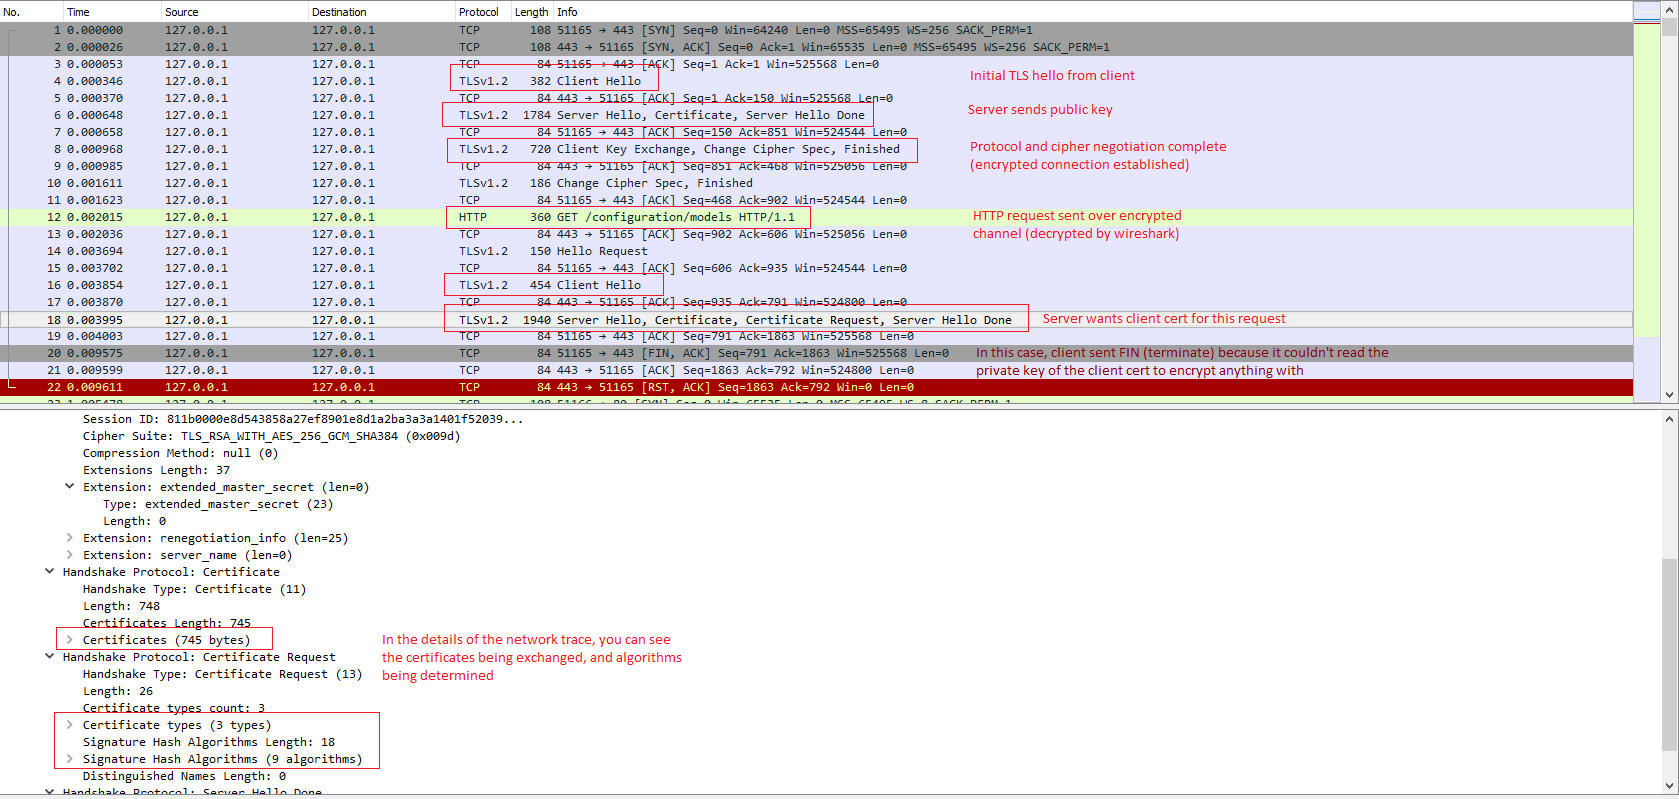 No. Time Source Destination Protocol Length Info
1 0.000000 127.0.0.1 127.0.0.1 TCP 108 51165 → 443 [SYN] Seq=0 Win=64240 Len=0 MSS=65495 WS=256 SACK_PERM=1
2 0.000026 127.0.0.1 127.0.0.1 TCP 108 443 → 51165 [SYN, ACK] Seq=0 Ack=1 Win=65535 Len=0 MSS=65495 WS=256 SACK_PERM=1
3 0.000053 127.0.0.1 127.0.0.1 TCP 84 51165 → 443 [ACK] Seq=1 Ack=1 Win=525568 Len=0
4 0.000346 127.0.0.1 127.0.0.1 TLSv1.2 382 Client Hello
Initial TLS hello from client
5 0.000370 127.0.0.1 127.0.0.1 TCP 84 443 → 51165 [ACK] Seq=1 Ack=150 Win=525568 Len=0
6 0.000648 127.0.0.1 127.0.0.1 TLSv1.2 1784 Server Hello, Certificate, Server Hello Done
Server sends public key
7 0.000658 127.0.0.1 127.0.0.1 TCP 84 51165 → 443 [ACK] Seq=150 Ack=851 Win=524544 Len=0
8 0.000968 127.0.0.1 127.0.0.1 TLSv1.2 720 Client Key Exchange, Change Cipher Spec, Finished
Protocol and cipher negotiation complete
(encrypted connection established)
9 0.000985 127.0.0.1 127.0.0.1 TCP 84 443 → 51165 [ACK] Seq=851 Ack=468 Win=525056 Len=0
10 0.001611 127.0.0.1 127.0.0.1 TLSv1.2 186 Change Cipher Spec, Finished
11 0.001623 127.0.0.1 127.0.0.1 TCP 84 51165 → 443 [ACK] Seq=468 Ack=902 Win=524544 Len=0
12 0.002015 127.0.0.1 127.0.0.1 HTTP 360 GET /configuration/models HTTP/1.1
HTTP request sent over encrypted
channel (decrypted by wireshark)
13 0.002036 127.0.0.1 127.0.0.1 TCP 84 443 → 51165 [ACK] Seq=902 Ack=606 Win=525056 Len=0
14 0.003694 127.0.0.1 127.0.0.1 TLSv1.2 150 Hello Request
15 0.003702 127.0.0.1 127.0.0.1 TCP 84 51165 → 443 [ACK] Seq=606 Ack=935 Win=524544 Len=0
16 0.003854 127.0.0.1 127.0.0.1 TLSv1.2 454 Client Hello
17 0.003870 127.0.0.1 127.0.0.1 TCP 84 443 → 51165 [ACK] Seq=935 Ack=791 Win=524800 Len=0
18 0.003995 127.0.0.1 127.0.0.1 TLSv1.2 1940 Server Hello, Certificate, Certificate Request, Server Hello Done
Server wants client cert for this request
19 0.004003 127.0.0.1 127.0.0.1 TCP 84 51165 → 443 [ACK] Seq=791 Ack=1863 Win=525568 Len=0
20 0.009575 127.0.0.1 127.0.0.1 TCP 84 51165 → 443 [FIN, ACK] Seq=791 Ack=1863 Win=525568 Len=0
In this case, client sent FIN (terminate) because it couldn't read the
private key of the client cert to encrypt anything with
21 0.009599 127.0.0.1 127.0.0.1 TCP 84 443 → 51165 [ACK] Seq=1863 Ack=792 Win=524800 Len=0
22 0.009611 127.0.0.1 127.0.0.1 TCP 84 443 → 51165 [RST, ACK] Seq=1863 Ack=792 Win=0 Len=0
Session ID: 811b0000e8d543858a27ef8901e8d1a2ba3a3a1401f52039...
Cipher Suite: TLS_RSA_WITH_AES_256_GCM_SHA384 (0x009d)
Compression Method: null (0)
Extensions Length: 37
Extension: extended_master_secret (len=0)
Type: extended_master_secret (23)
Length: 0
Extension: renegotiation_info (len=25)
Extension: server_name (len=0)
Handshake Protocol: Certificate
Handshake Type: Certificate (11)
Length: 748
Certificates Length: 745
Certificates (745 bytes)
In the details of the network trace, you can see
the certificates being exchanged, and algorithms
being determined
Handshake Protocol: Certificate Request
Handshake Type: Certificate Request (13)
Length: 26
Certificate types count: 3
Certificate types (3 types)
Signature Hash Algorithms Length: 18
Signature Hash Algorithms (9 algorithms)
Distinguished Names Length: 0
Handshake Protocol: Server Hello Done